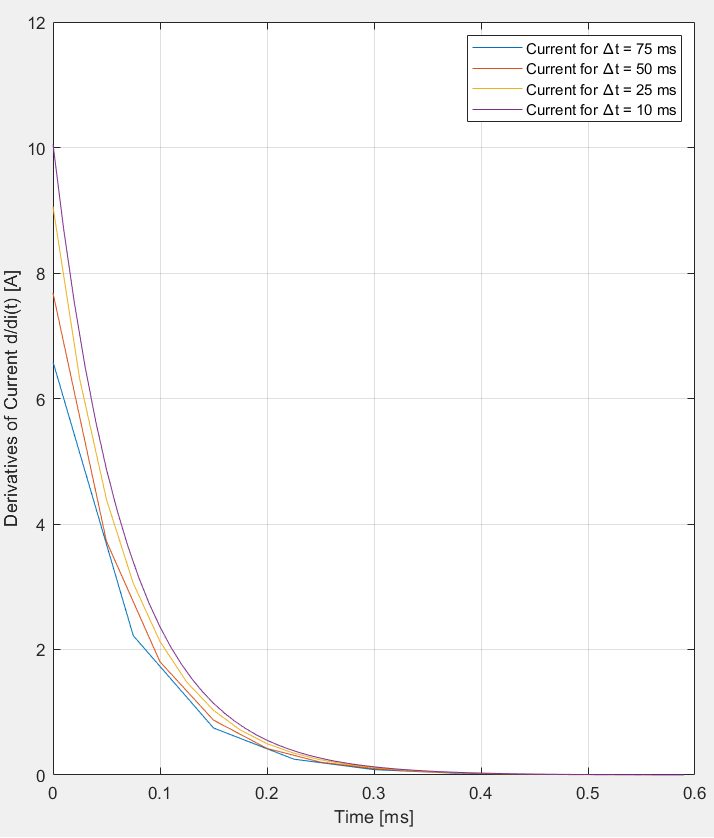 12
10
8
6
4
2
0
Derivatives of Current d/di(t) [A]
Current for Δt = 75 ms
Current for Δt = 50 ms
Current for Δt = 25 ms
Current for Δt = 10 ms
0 0.1 0.2 0.3 0.4 0.5 0.6
Time [ms]